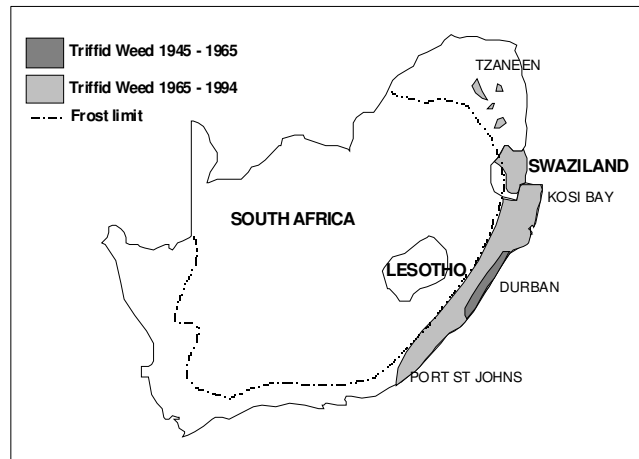 Triffid Weed 1945 - 1965
Triffid Weed 1965 - 1994
Frost limit
TZANEEN
SWAZILAND
KOSI BAY
SOUTH AFRICA
LESOTHO
DURBAN
PORT ST JOHNS